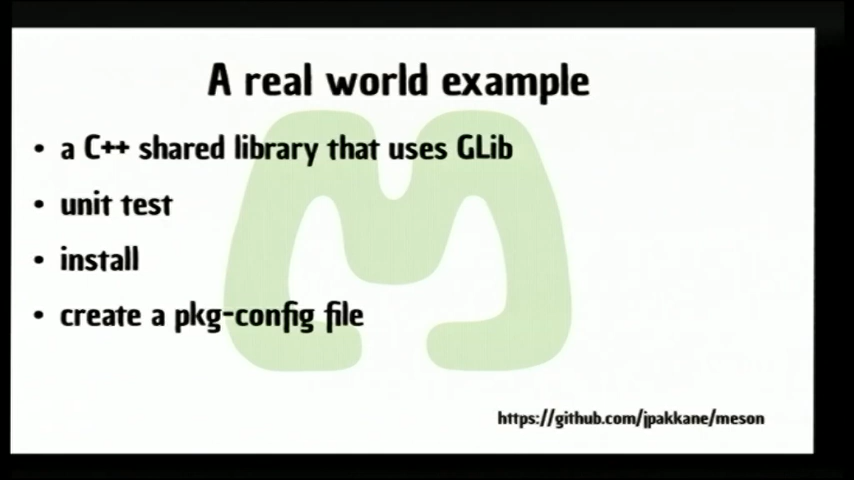 A real world example
• a C++ shared library that uses GLib
• unit test
• install
• create a pkg-config file
https://github.com/jpakkane/meson